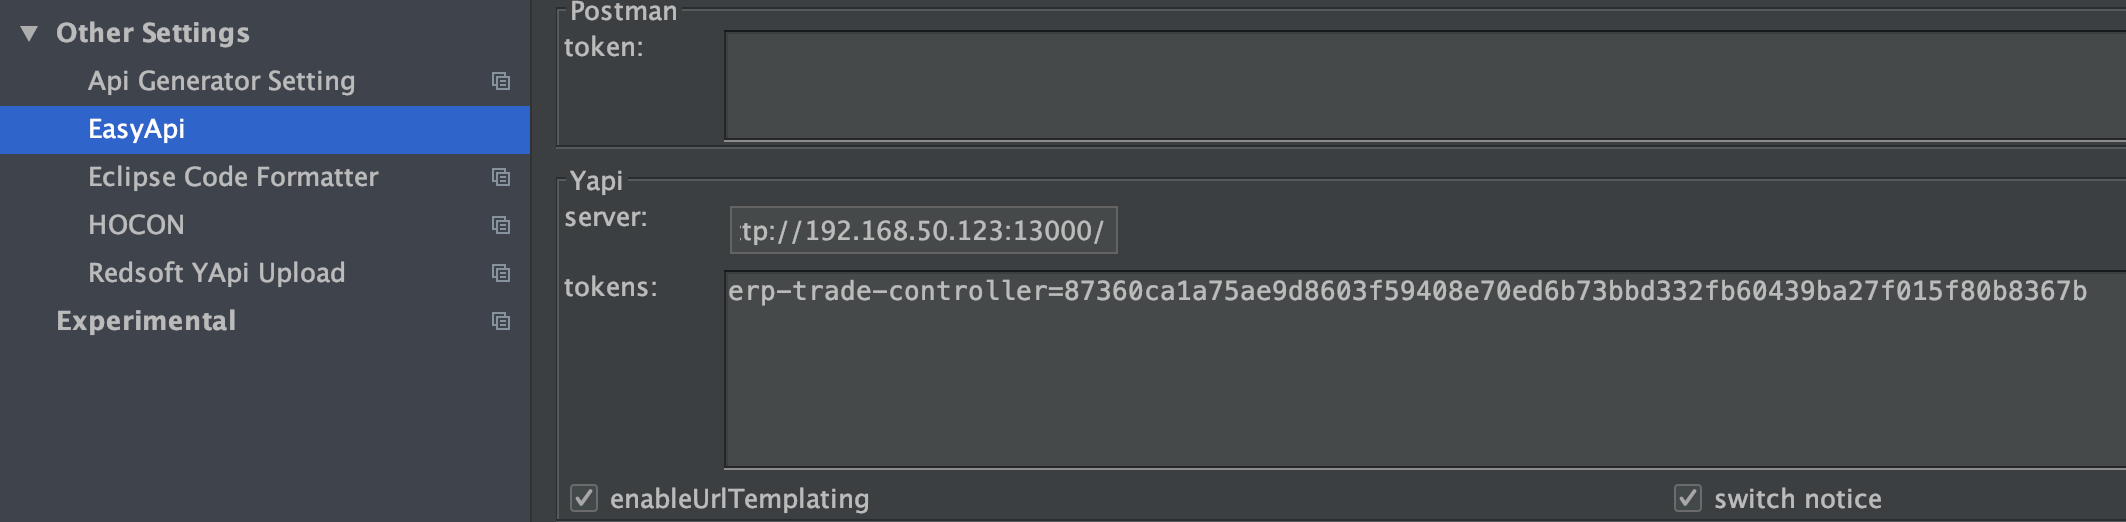 Other Settings
Api Generator Setting
EasyApi
Eclipse Code Formatter
HOCON
Redsoft YApi Upload
Experimental
Postman
token:
Yapi
server:
tp://192.168.50.123:13000/
tokens:
erp-trade-controller=87360ca1a75ae9d8603f59408e70ed6b73bbd332fb60439ba27f015f80b8367b
enableUrlTemplating
switch notice